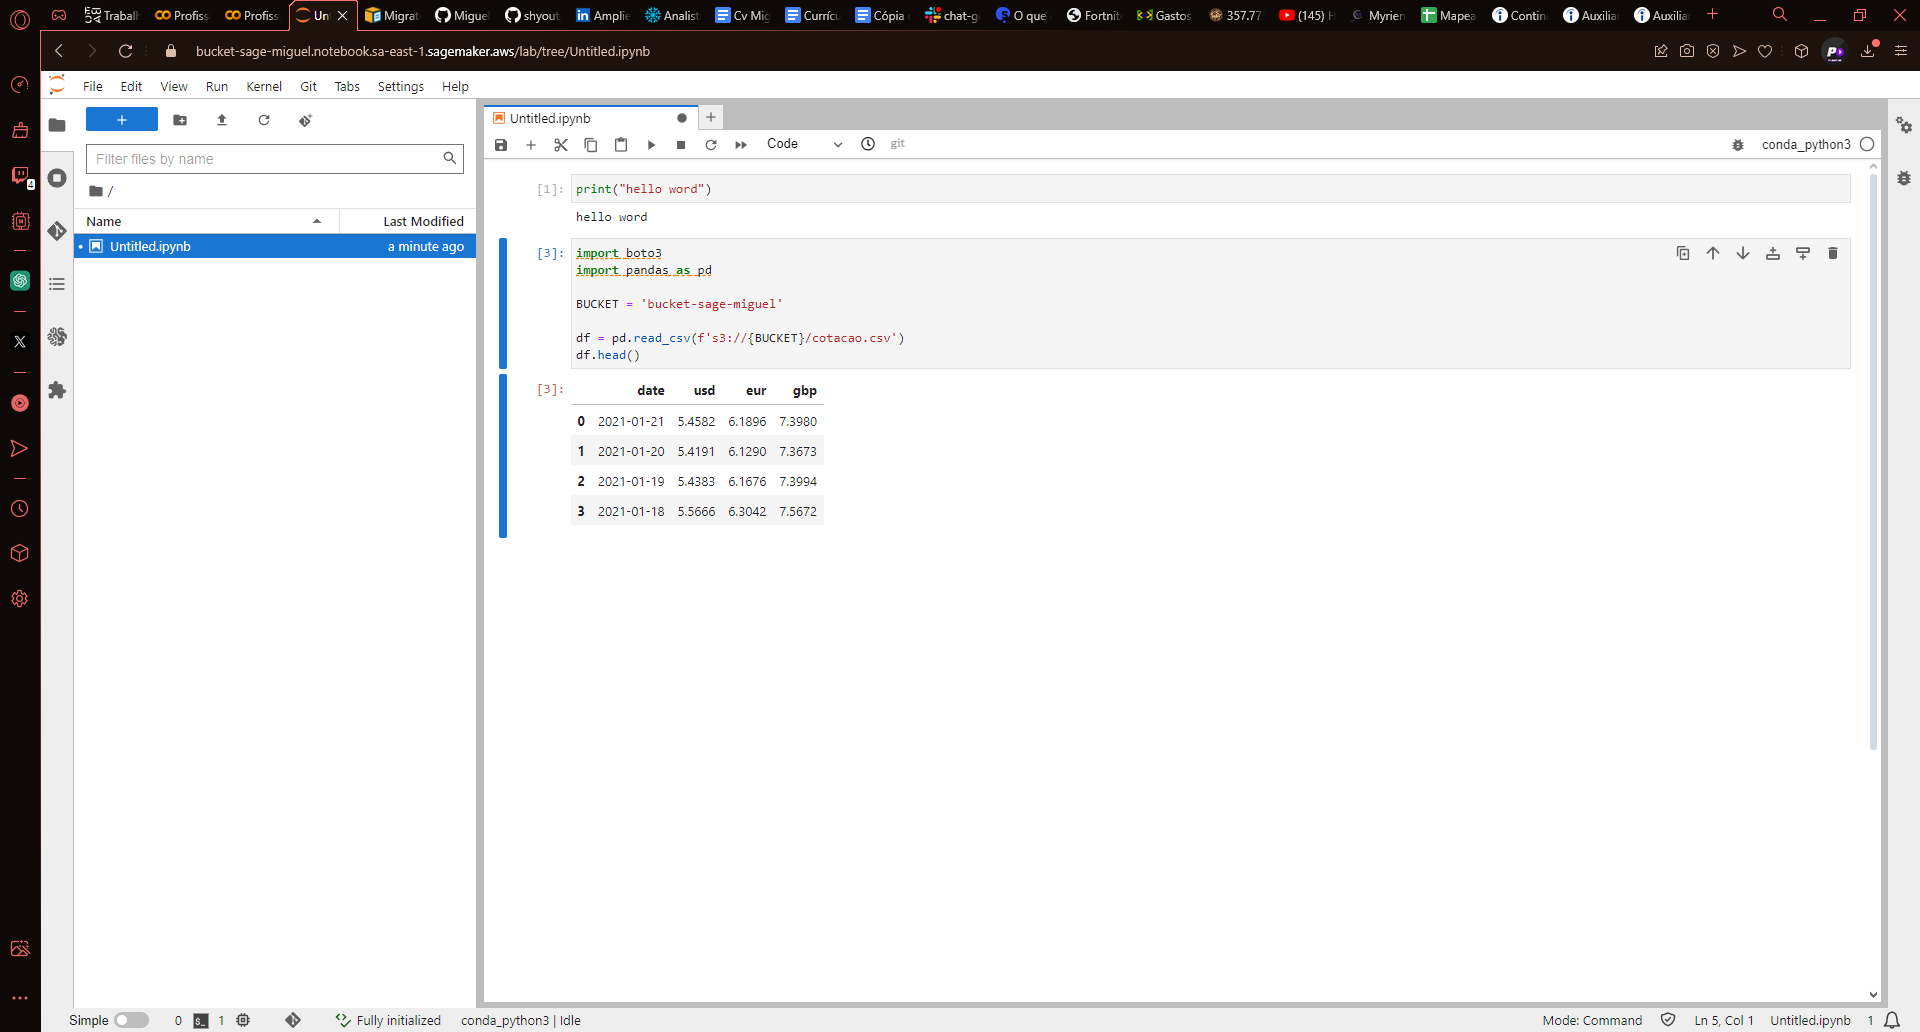 Traball
Profiss
Profiss
Un
Migrat
Miguel
shyout
Amplie
Analist
Cv Mig
Currícu
Cópia
chat-g
O que
Fortnit
Gastos
357.77
(145) H
Myrien
Mapea
Contin
Auxilia
Auxilia
bucket-sage-miguel.notebook.sa-east-1.sagemaker.aws/lab/tree/Untitled.ipynb
File Edit View Run Kernel Git Tabs Settings Help
4
Filter files by name
/
Name Last Modified
Untitled.ipynb a minute ago
Untitled.ipynb
Code git conda_python3
[1]: print("hello word")
hello word
[3]: import boto3
import pandas as pd
BUCKET = 'bucket-sage-miguel'
df = pd.read_csv(f's3://{BUCKET}/cotacao.csv')
df.head()
[3]: date usd eur gbp
0 2021-01-21 5.4582 6.1896 7.3980
1 2021-01-20 5.4191 6.1290 7.3673
2 2021-01-19 5.4383 6.1676 7.3994
3 2021-01-18 5.5666 6.3042 7.5672
Simple 0 $_ 1 Fully initialized conda_python3 | Idle Mode: Command Ln 5, Col 1 Untitled.ipynb 1